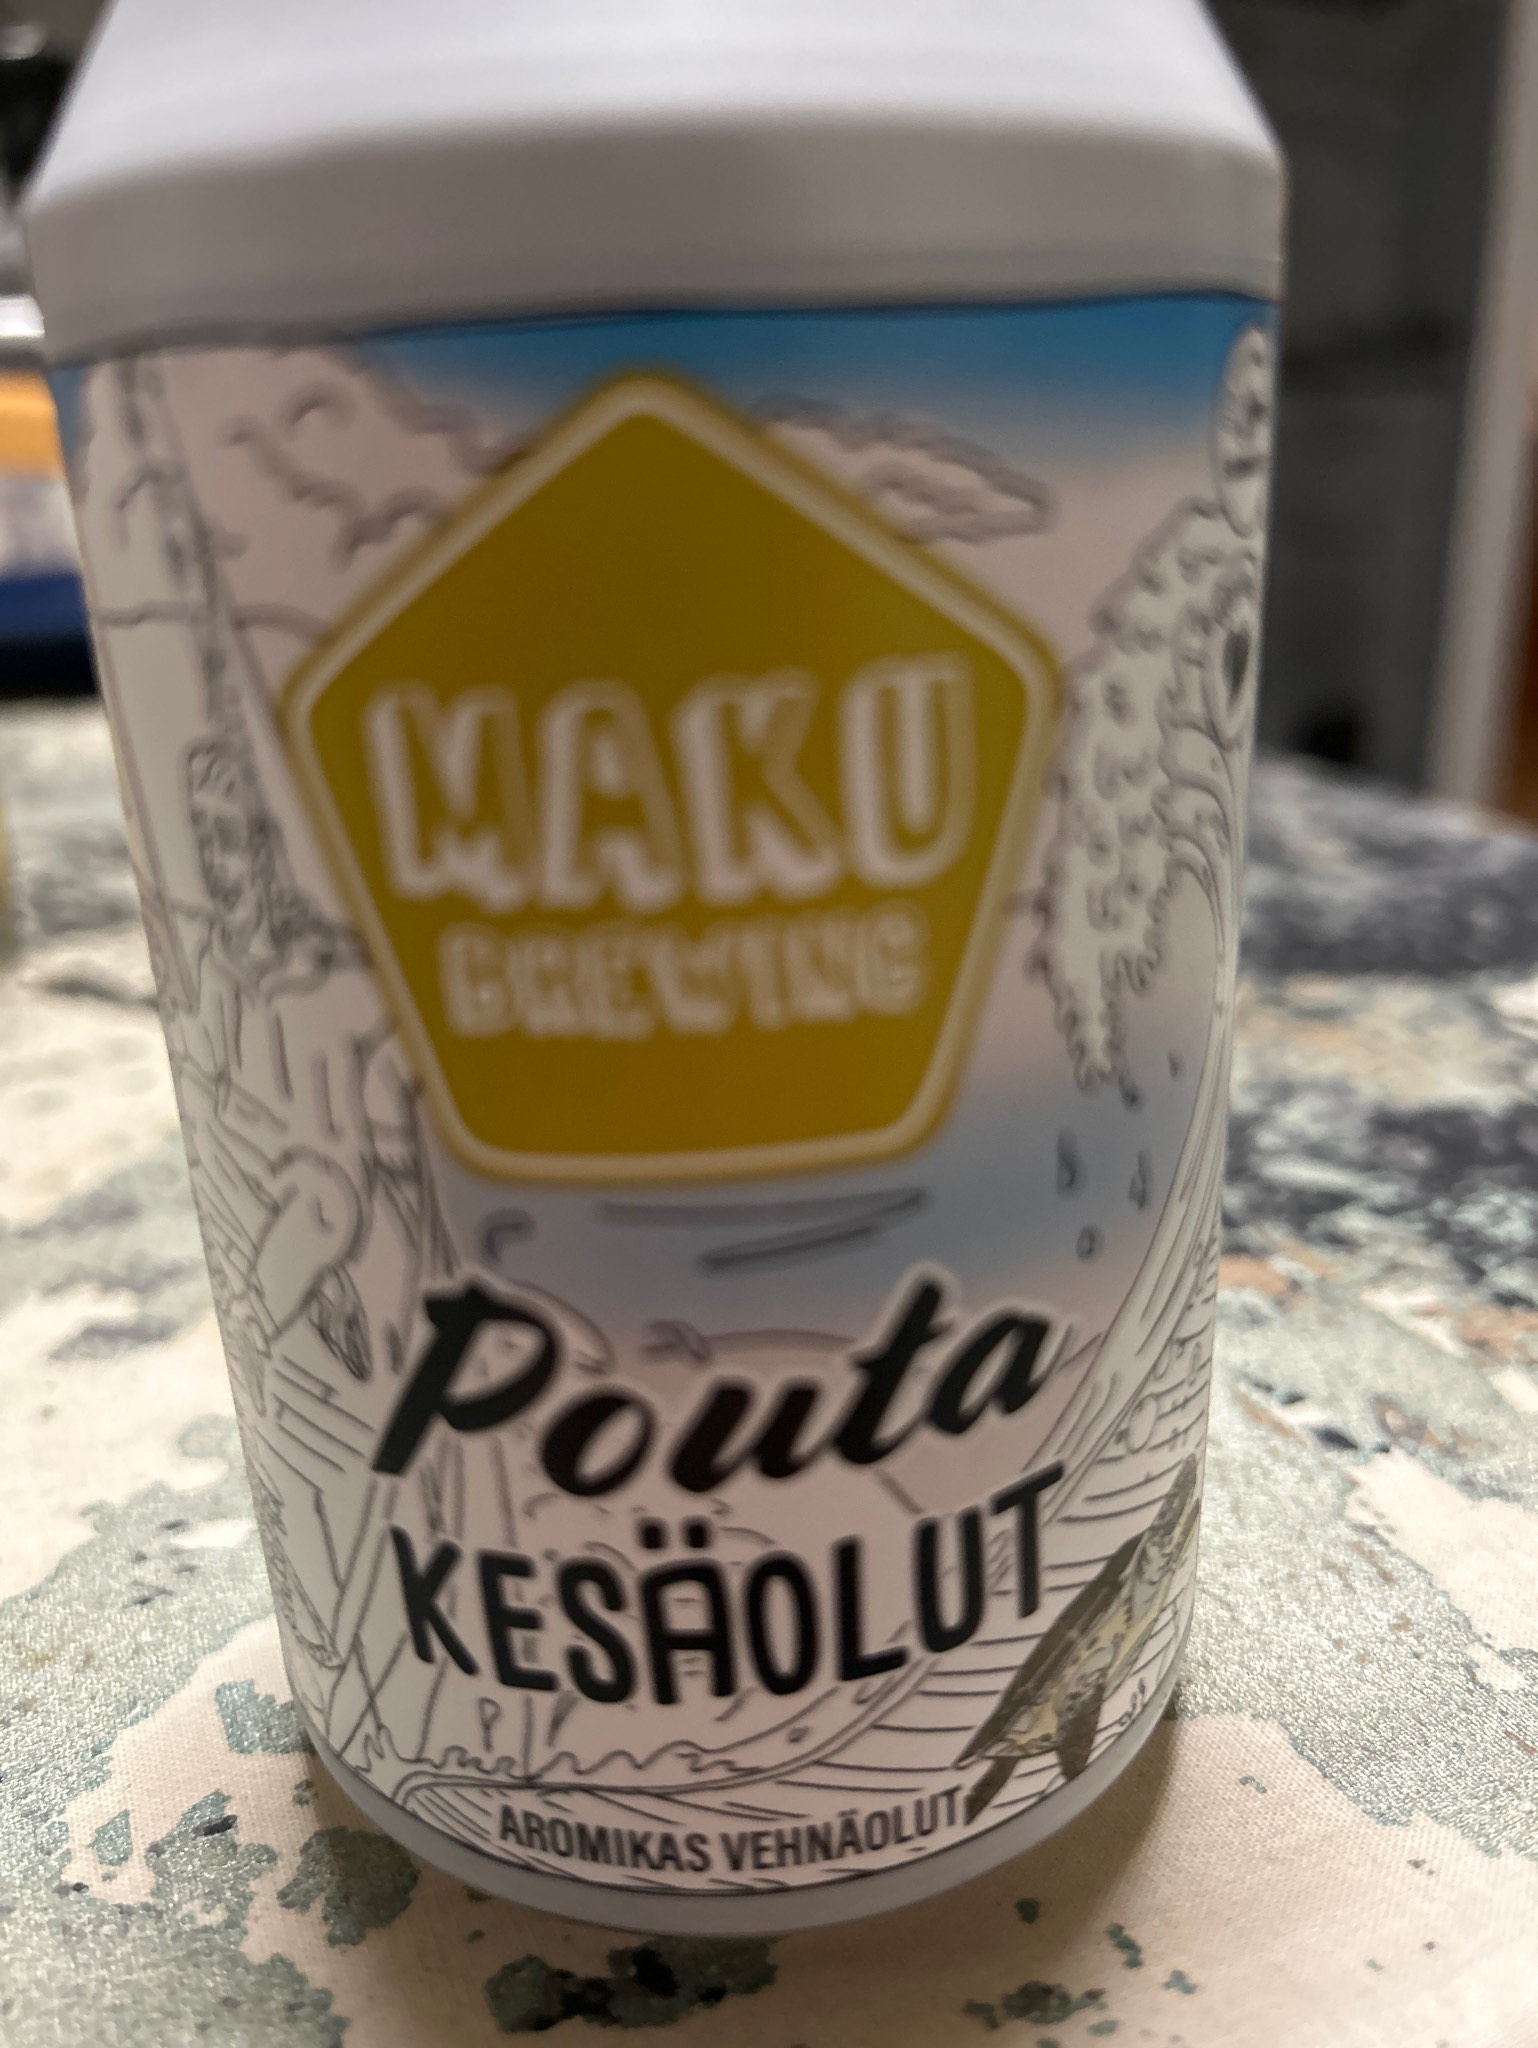 MAKU
BREWING
Pouta
KESÄOLUT
AROMIKAS VEHNÄOLUT